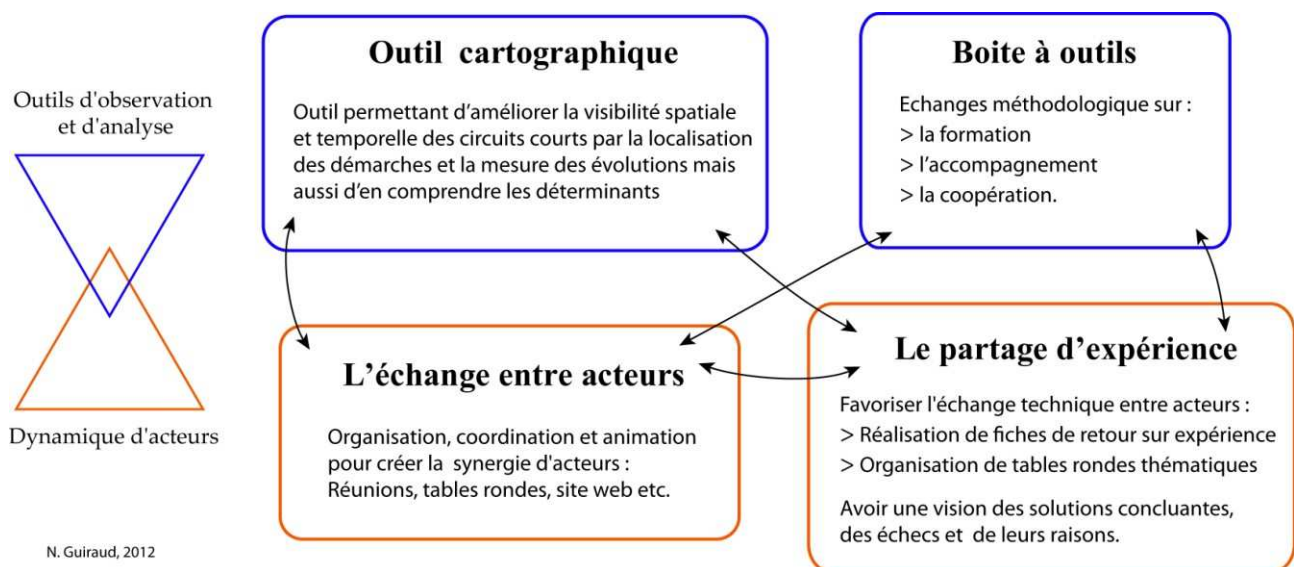 Outils d'observation
et d'analyse
Dynamique d'acteurs
N. Guiraud, 2012
Outil cartographique
Outil permettant d’améliorer la visibilité spatiale
et temporelle des circuits courts par la localisation
des démarches et la mesure des évolutions mais
aussi d’en comprendre les déterminants
Boite à outils
Echanges méthodologique sur :
> la formation
> l’accompagnement
> la coopération.
L’échange entre acteurs
Organisation, coordination et animation
pour créer la synergie d'acteurs :
Réunions, tables rondes, site web etc.
Le partage d’expérience
Favoriser l'échange technique entre acteurs :
> Réalisation de fiches de retour sur expérience
> Organisation de tables rondes thématiques
Avoir une vision des solutions concluantes,
des échecs et de leurs raisons.